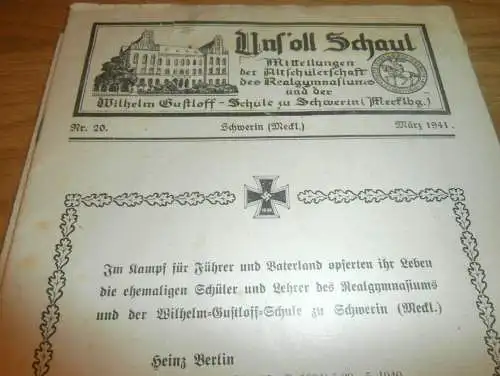 Uns' oll Schaul
Mitteilungen
der Altschülerschaft
des Realgymnasiums
und der
Wilhelm Gustloff - Schule zu Schwerin (Mecklbg.)
Nr. 20. Schwerin (Meckl.) März 1941.
Im Kampf für Führer und Vaterland opferten ihr Leben
die ehemaligen Schüler und Lehrer des Realgymnasiums
und der Wilhelm=Gustloff=Schule zu Schwerin (Meckl.)
Heinz Berlin
5. 1940